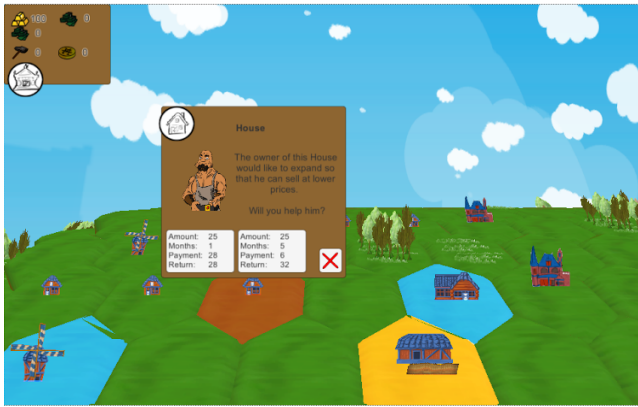 100 0
0
0 0
House
The owner of this House
would like to expand so
that he can sell at lower
prices.
Will you help him?
Amount: 25
Months: 1
Payment: 28
Return: 28
Amount: 25
Months: 5
Payment: 6
Return: 32